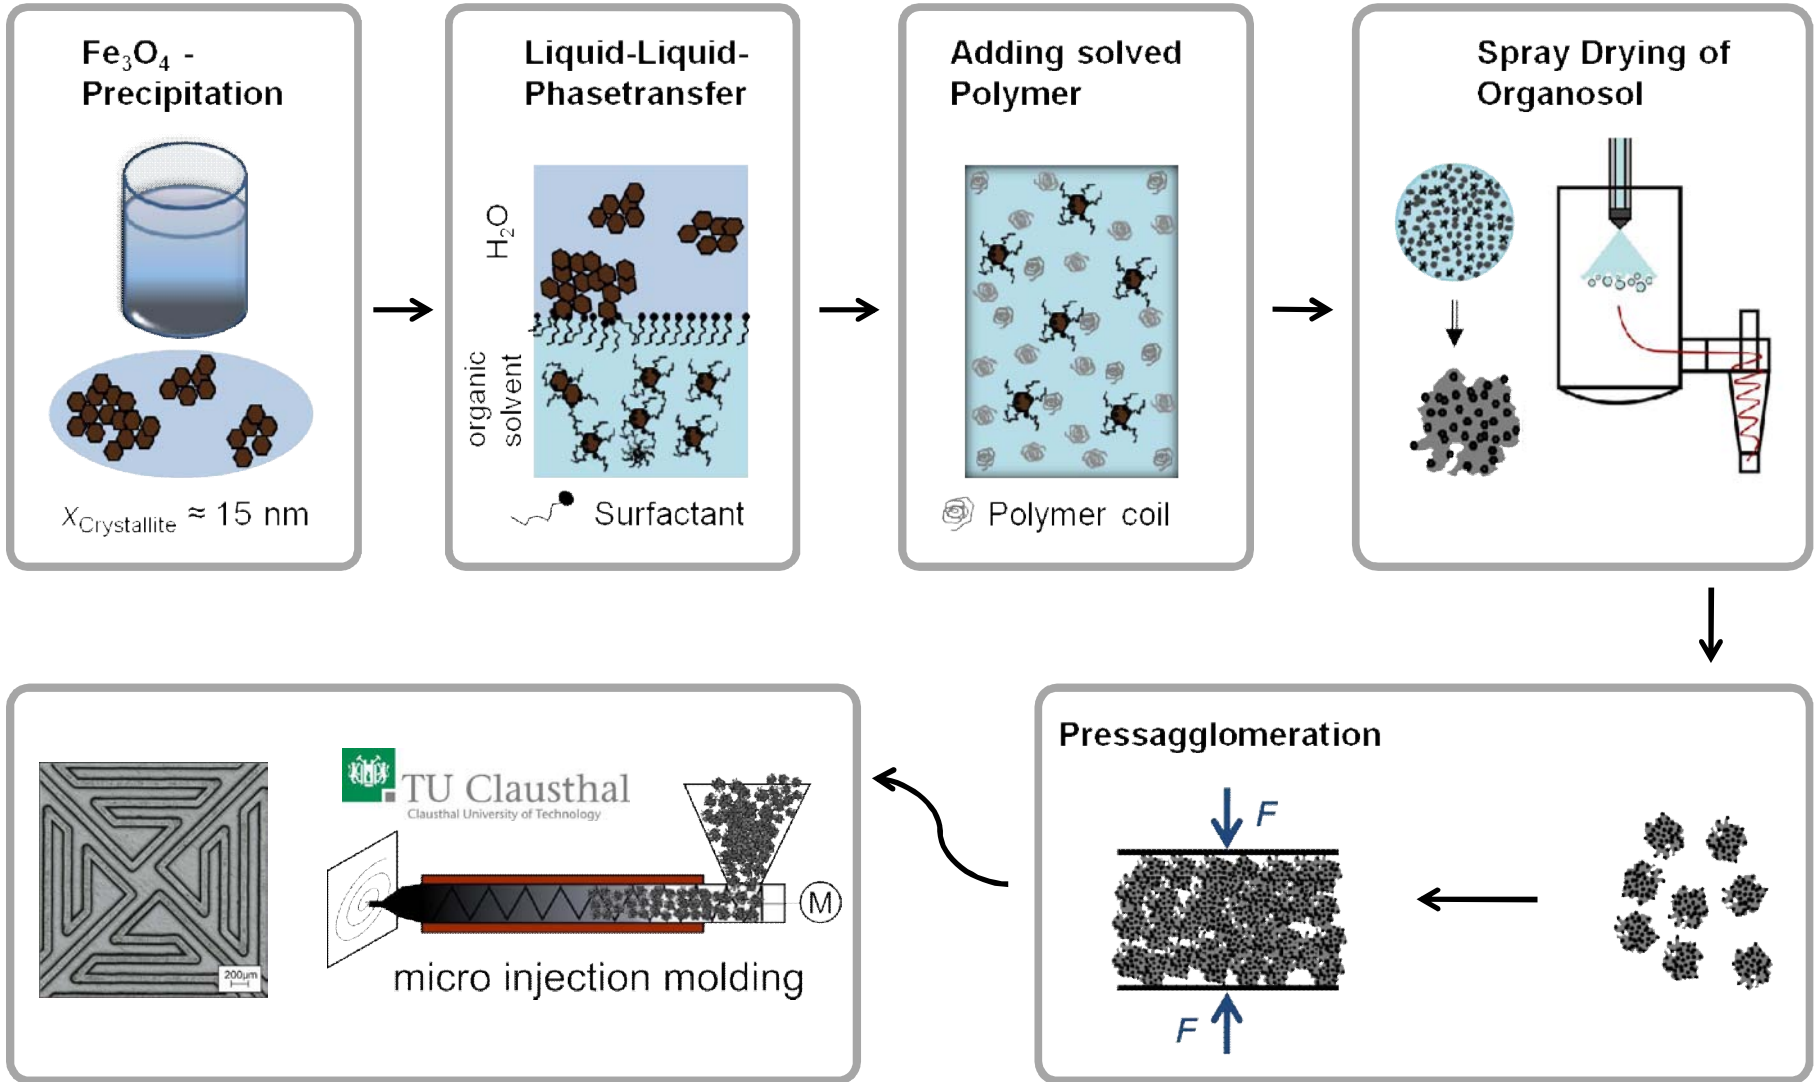 Fe₃O₄ -
Precipitation
x_Crystallite ≈ 15 nm
Liquid-Liquid-
Phasetransfer
H₂O
organic
solvent
Surfactant
Adding solved
Polymer
Polymer coil
Spray Drying of
Organosol
Pressagglomeration
F
F
TU Clausthal
Clausthal University of Technology
M
200µm
micro injection molding